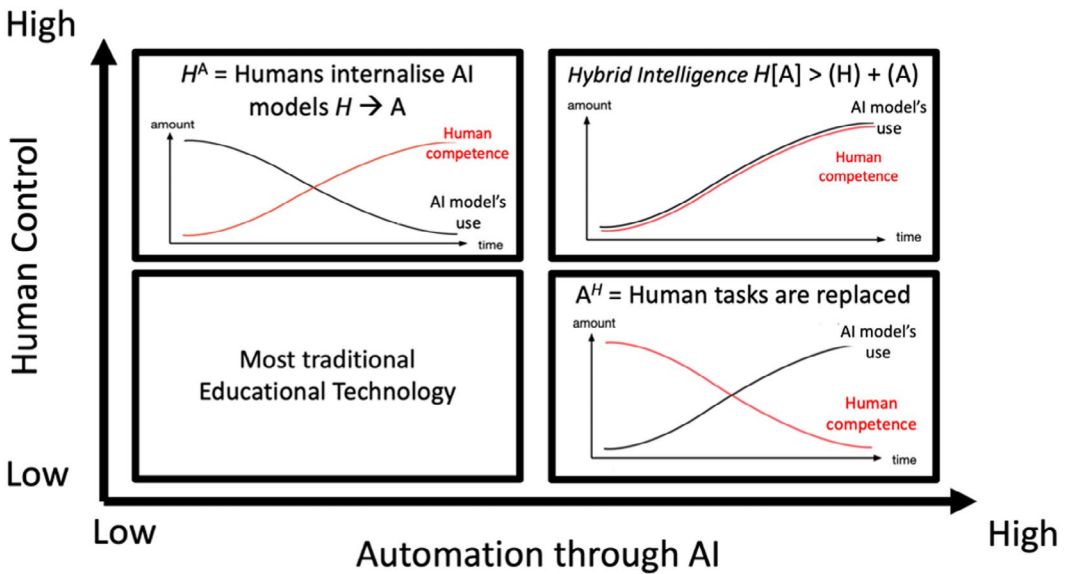 High
Human Control
Low
Hᴬ = Humans internalise AI
models H → A
amount
Human
competence
AI model's
use
time
Hybrid Intelligence H[A] > (H) + (A)
amount
AI model's
use
Human
competence
time
Most traditional
Educational Technology
Aᴴ = Human tasks are replaced
amount
AI model's
use
Human
competence
time
Low
Automation through AI
High